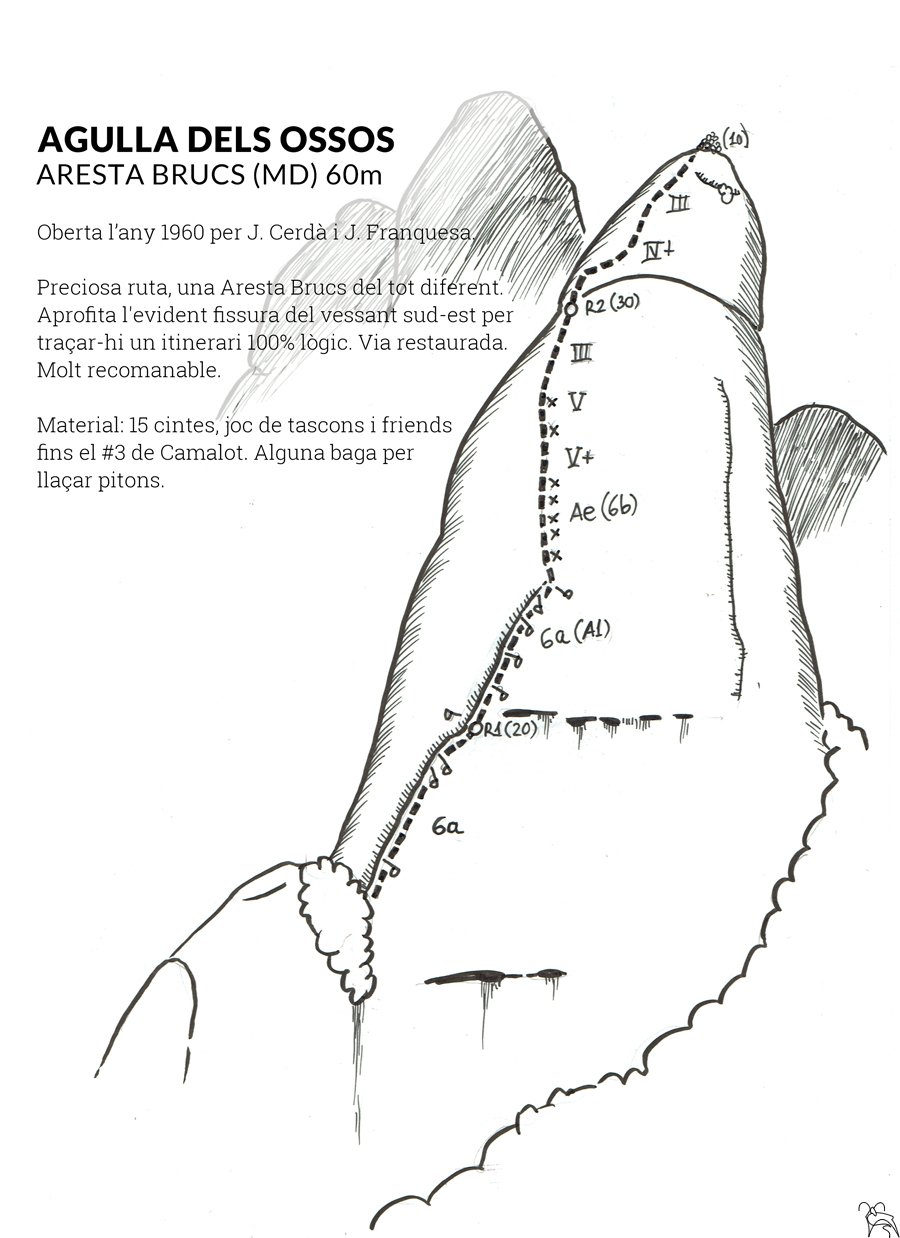 AGULLA DELS OSSOS
ARESTA BRUCS (MD) 60m
Oberta l’any 1960 per J. Cerdà i J. Franquesa.
Preciosa ruta, una Aresta Brucs del tot diferent.
Aprofita l'evident fissura del vessant sud-est per
traçar-hi un itinerari 100% lògic. Via restaurada.
Molt recomanable.
Material: 15 cintes, joc de tascons i friends
fins el #3 de Camalot. Alguna baga per
llaçar pitons.
(10)
III
IV+
R2 (30)
III
V
V+
Ae (6b)
6a (A1)
R1 (20)
6a